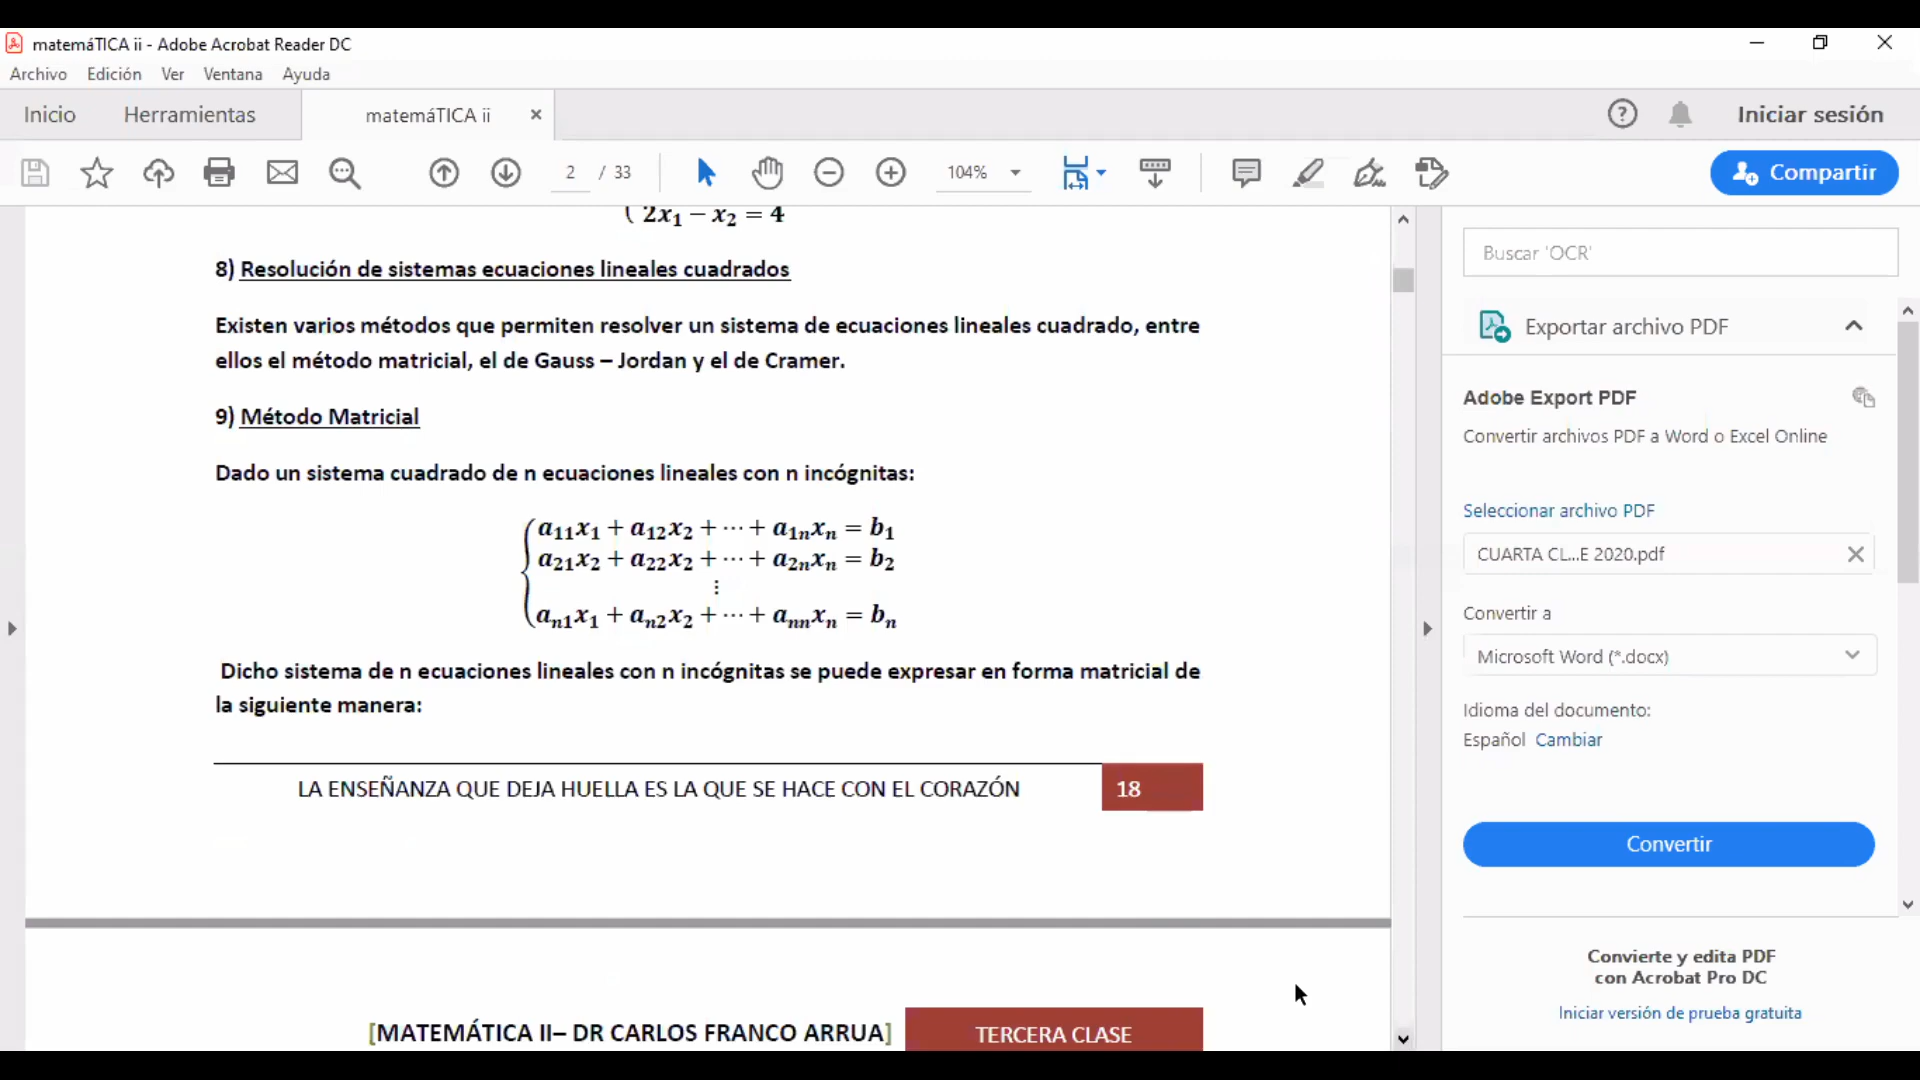 matemáTICA ii - Adobe Acrobat Reader DC
Archivo Edición Ver Ventana Ayuda
Inicio Herramientas matemáTICA ii Iniciar sesión
2 / 33 104% Compartir
2x₁ − x₂ = 4
8) Resolución de sistemas ecuaciones lineales cuadrados
Existen varios métodos que permiten resolver un sistema de ecuaciones lineales cuadrado, entre
ellos el método matricial, el de Gauss – Jordan y el de Cramer.
9) Método Matricial
Dado un sistema cuadrado de n ecuaciones lineales con n incógnitas:
a₁₁x₁ + a₁₂x₂ + ⋯ + a₁ₙxₙ = b₁
a₂₁x₂ + a₂₂x₂ + ⋯ + a₂ₙxₙ = b₂
⋮
aₙ₁x₁ + aₙ₂x₂ + ⋯ + aₙₙxₙ = bₙ
Dicho sistema de n ecuaciones lineales con n incógnitas se puede expresar en forma matricial de
la siguiente manera:
LA ENSEÑANZA QUE DEJA HUELLA ES LA QUE SE HACE CON EL CORAZÓN 18
[MATEMÁTICA II– DR CARLOS FRANCO ARRUA] TERCERA CLASE
Buscar 'OCR'
Exportar archivo PDF
Adobe Export PDF
Convertir archivos PDF a Word o Excel Online
Seleccionar archivo PDF
CUARTA CL...E 2020.pdf
Convertir a
Microsoft Word (*.docx)
Idioma del documento:
Español Cambiar
Convertir
Convierte y edita PDF
con Acrobat Pro DC
Iniciar versión de prueba gratuita